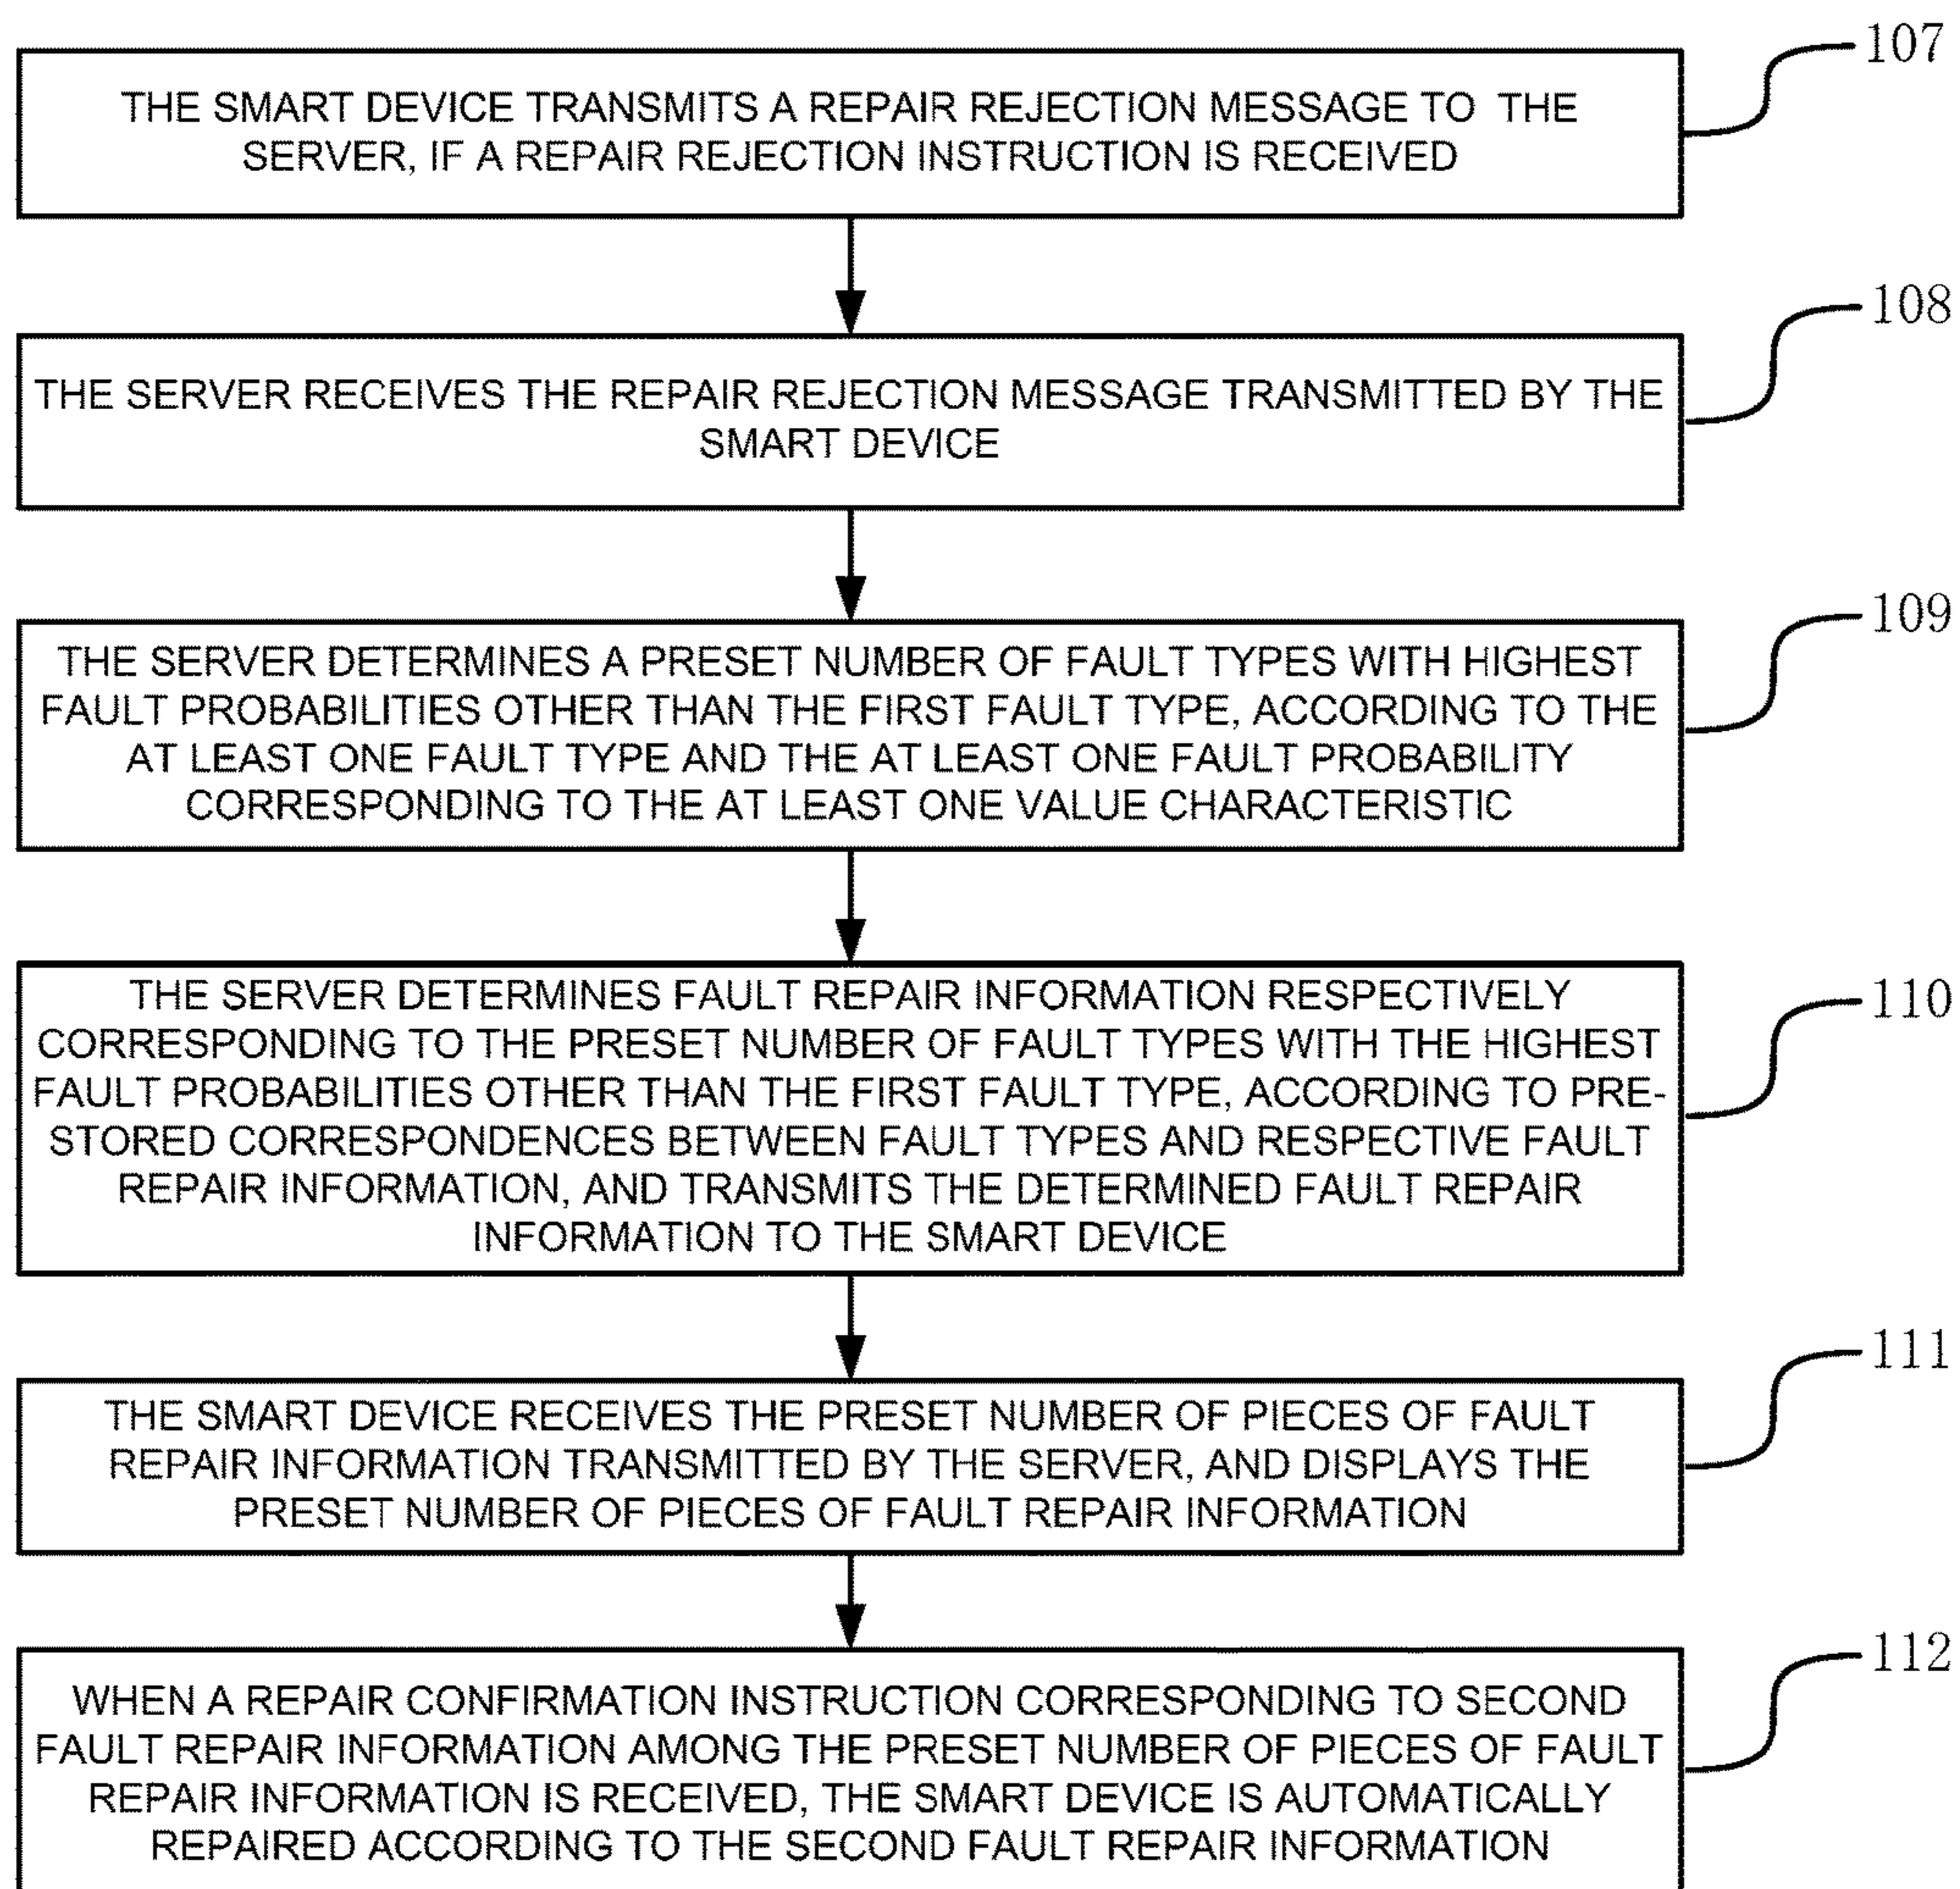 107
THE SMART DEVICE TRANSMITS A REPAIR REJECTION MESSAGE TO THE
SERVER, IF A REPAIR REJECTION INSTRUCTION IS RECEIVED
108
THE SERVER RECEIVES THE REPAIR REJECTION MESSAGE TRANSMITTED BY THE
SMART DEVICE
109
THE SERVER DETERMINES A PRESET NUMBER OF FAULT TYPES WITH HIGHEST
FAULT PROBABILITIES OTHER THAN THE FIRST FAULT TYPE, ACCORDING TO THE
AT LEAST ONE FAULT TYPE AND THE AT LEAST ONE FAULT PROBABILITY
CORRESPONDING TO THE AT LEAST ONE VALUE CHARACTERISTIC
110
THE SERVER DETERMINES FAULT REPAIR INFORMATION RESPECTIVELY
CORRESPONDING TO THE PRESET NUMBER OF FAULT TYPES WITH THE HIGHEST
FAULT PROBABILITIES OTHER THAN THE FIRST FAULT TYPE, ACCORDING TO PRE-
STORED CORRESPONDENCES BETWEEN FAULT TYPES AND RESPECTIVE FAULT
REPAIR INFORMATION, AND TRANSMITS THE DETERMINED FAULT REPAIR
INFORMATION TO THE SMART DEVICE
111
THE SMART DEVICE RECEIVES THE PRESET NUMBER OF PIECES OF FAULT
REPAIR INFORMATION TRANSMITTED BY THE SERVER, AND DISPLAYS THE
PRESET NUMBER OF PIECES OF FAULT REPAIR INFORMATION
112
WHEN A REPAIR CONFIRMATION INSTRUCTION CORRESPONDING TO SECOND
FAULT REPAIR INFORMATION AMONG THE PRESET NUMBER OF PIECES OF FAULT
REPAIR INFORMATION IS RECEIVED, THE SMART DEVICE IS AUTOMATICALLY
REPAIRED ACCORDING TO THE SECOND FAULT REPAIR INFORMATION